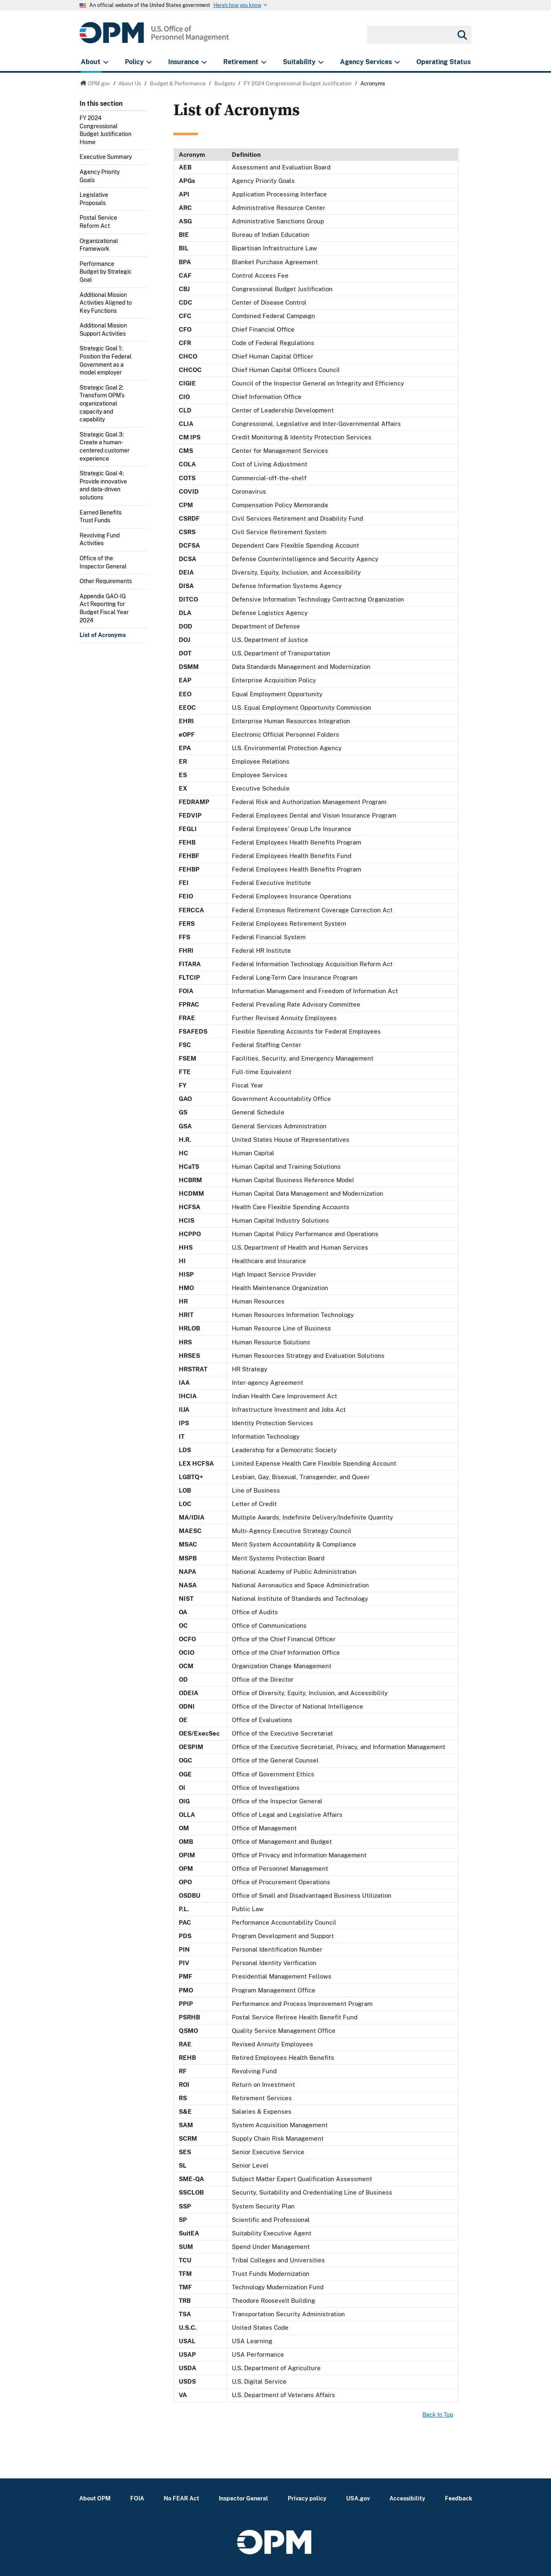 An official website of the United States government Here's how you know
OPM U.S. Office of
Personnel Management
About Policy Insurance Retirement Suitability Agency Services Operating Status
OPM.gov / About Us / Budget & Performance / Budgets / FY 2024 Congressional Budget Justification / Acronyms
In this section
FY 2024
Congressional
Budget Justification
Home
Executive Summary
Agency Priority
Goals
Legislative
Proposals
Postal Service
Reform Act
Organizational
Framework
Performance
Budget by Strategic
Goal
Additional Mission
Activities Aligned to
Key Functions
Additional Mission
Support Activities
Strategic Goal 1:
Position the Federal
Government as a
model employer
Strategic Goal 2:
Transform OPM's
organizational
capacity and
capability
Strategic Goal 3:
Create a human-
centered customer
experience
Strategic Goal 4:
Provide innovative
and data-driven
solutions
Earned Benefits
Trust Funds
Revolving Fund
Activities
Office of the
Inspector General
Other Requirements
Appendix GAO-IG
Act Reporting for
Budget Fiscal Year
2024
List of Acronyms
List of Acronyms
Acronym Definition
AEB Assessment and Evaluation Board
APGs Agency Priority Goals
API Application Processing Interface
ARC Administrative Resource Center
ASG Administrative Sanctions Group
BIE Bureau of Indian Education
BIL Bipartisan Infrastructure Law
BPA Blanket Purchase Agreement
CAF Control Access Fee
CBJ Congressional Budget Justification
CDC Center of Disease Control
CFC Combined Federal Campaign
CFO Chief Financial Office
CFR Code of Federal Regulations
CHCO Chief Human Capital Officer
CHCOC Chief Human Capital Officers Council
CIGIE Council of the Inspector General on Integrity and Efficiency
CIO Chief Information Office
CLD Center of Leadership Development
CLIA Congressional, Legislative and Inter-Governmental Affairs
CM IPS Credit Monitoring & Identity Protection Services
CMS Center for Management Services
COLA Cost of Living Adjustment
COTS Commercial-off-the-shelf
COVID Coronavirus
CPM Compensation Policy Memoranda
CSRDF Civil Services Retirement and Disability Fund
CSRS Civil Service Retirement System
DCFSA Dependent Care Flexible Spending Account
DCSA Defense Counterintelligence and Security Agency
DEIA Diversity, Equity, Inclusion, and Accessibility
DISA Defense Information Systems Agency
DITCO Defensive Information Technology Contracting Organization
DLA Defense Logistics Agency
DOD Department of Defense
DOJ U.S. Department of Justice
DOT U.S. Department of Transportation
DSMM Data Standards Management and Modernization
EAP Enterprise Acquisition Policy
EEO Equal Employment Opportunity
EEOC U.S. Equal Employment Opportunity Commission
EHRI Enterprise Human Resources Integration
eOPF Electronic Official Personnel Folders
EPA U.S. Environmental Protection Agency
ER Employee Relations
ES Employee Services
EX Executive Schedule
FEDRAMP Federal Risk and Authorization Management Program
FEDVIP Federal Employees Dental and Vision Insurance Program
FEGLI Federal Employees' Group Life Insurance
FEHB Federal Employees Health Benefits Program
FEHBF Federal Employees Health Benefits Fund
FEHBP Federal Employees Health Benefits Program
FEI Federal Executive Institute
FEIO Federal Employees Insurance Operations
FERCCA Federal Erroneous Retirement Coverage Correction Act
FERS Federal Employees Retirement System
FFS Federal Financial System
FHRI Federal HR Institute
FITARA Federal Information Technology Acquisition Reform Act
FLTCIP Federal Long-Term Care Insurance Program
FOIA Information Management and Freedom of Information Act
FPRAC Federal Prevailing Rate Advisory Committee
FRAE Further Revised Annuity Employees
FSAFEDS Flexible Spending Accounts for Federal Employees
FSC Federal Staffing Center
FSEM Facilities, Security, and Emergency Management
FTE Full-time Equivalent
FY Fiscal Year
GAO Government Accountability Office
GS General Schedule
GSA General Services Administration
H.R. United States House of Representatives
HC Human Capital
HCaTS Human Capital and Training Solutions
HCBRM Human Capital Business Reference Model
HCDMM Human Capital Data Management and Modernization
HCFSA Health Care Flexible Spending Accounts
HCIS Human Capital Industry Solutions
HCPPO Human Capital Policy Performance and Operations
HHS U.S. Department of Health and Human Services
HI Healthcare and Insurance
HISP High Impact Service Provider
HMO Health Maintenance Organization
HR Human Resources
HRIT Human Resources Information Technology
HRLOB Human Resource Line of Business
HRS Human Resource Solutions
HRSES Human Resources Strategy and Evaluation Solutions
HRSTRAT HR Strategy
IAA Inter-agency Agreement
IHCIA Indian Health Care Improvement Act
IIJA Infrastructure Investment and Jobs Act
IPS Identity Protection Services
IT Information Technology
LDS Leadership for a Democratic Society
LEX HCFSA Limited Expense Health Care Flexible Spending Account
LGBTQ+ Lesbian, Gay, Bisexual, Transgender, and Queer
LOB Line of Business
LOC Letter of Credit
MA/IDIA Multiple Awards, Indefinite Delivery/Indefinite Quantity
MAESC Multi-Agency Executive Strategy Council
MSAC Merit System Accountability & Compliance
MSPB Merit Systems Protection Board
NAPA National Academy of Public Administration
NASA National Aeronautics and Space Administration
NIST National Institute of Standards and Technology
OA Office of Audits
OC Office of Communications
OCFO Office of the Chief Financial Officer
OCIO Office of the Chief Information Office
OCM Organization Change Management
OD Office of the Director
ODEIA Office of Diversity, Equity, Inclusion, and Accessibility
ODNI Office of the Director of National Intelligence
OE Office of Evaluations
OES/ExecSec Office of the Executive Secretariat
OESPIM Office of the Executive Secretariat, Privacy, and Information Management
OGC Office of the General Counsel
OGE Office of Government Ethics
OI Office of Investigations
OIG Office of the Inspector General
OLLA Office of Legal and Legislative Affairs
OM Office of Management
OMB Office of Management and Budget
OPIM Office of Privacy and Information Management
OPM Office of Personnel Management
OPO Office of Procurement Operations
OSDBU Office of Small and Disadvantaged Business Utilization
P.L. Public Law
PAC Performance Accountability Council
PDS Program Development and Support
PIN Personal Identification Number
PIV Personal Identity Verification
PMF Presidential Management Fellows
PMO Program Management Office
PPIP Performance and Process Improvement Program
PSRHB Postal Service Retiree Health Benefit Fund
QSMO Quality Service Management Office
RAE Revised Annuity Employees
REHB Retired Employees Health Benefits
RF Revolving Fund
ROI Return on Investment
RS Retirement Services
S&E Salaries & Expenses
SAM System Acquisition Management
SCRM Supply Chain Risk Management
SES Senior Executive Service
SL Senior Level
SME-QA Subject Matter Expert Qualification Assessment
SSCLOB Security, Suitability and Credentialing Line of Business
SSP System Security Plan
SP Scientific and Professional
SuitEA Suitability Executive Agent
SUM Spend Under Management
TCU Tribal Colleges and Universities
TFM Trust Funds Modernization
TMF Technology Modernization Fund
TRB Theodore Roosevelt Building
TSA Transportation Security Administration
U.S.C. United States Code
USAL USA Learning
USAP USA Performance
USDA U.S. Department of Agriculture
USDS U.S. Digital Service
VA U.S. Department of Veterans Affairs
Back to Top
About OPM FOIA No FEAR Act Inspector General Privacy policy USA.gov Accessibility Feedback
OPM